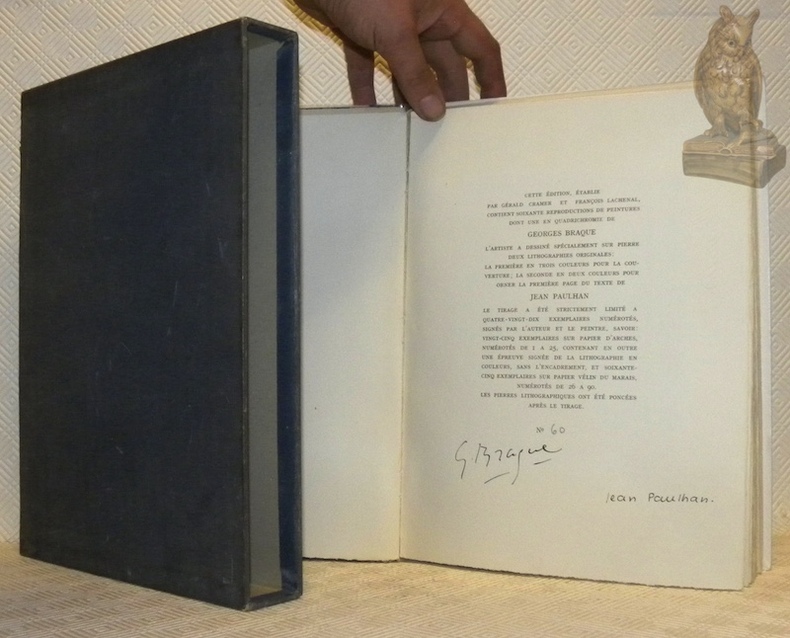 CETTE ÉDITION, ÉTABLIE
PAR GÉRALD CRAMER ET FRANÇOIS LACHENAL,
CONTIENT SOIXANTE REPRODUCTIONS DE PEINTURES
DONT UNE EN QUADRICHROMIE DE
GEORGES BRAQUE
L'ARTISTE A DESSINÉ SPÉCIALEMENT SUR PIERRE
DEUX LITHOGRAPHIES ORIGINALES:
LA PREMIÈRE EN TROIS COULEURS POUR LA COU-
VERTURE; LA SECONDE EN DEUX COULEURS POUR
ORNER LA PREMIÈRE PAGE DU TEXTE DE
JEAN PAULHAN
LE TIRAGE A ÉTÉ STRICTEMENT LIMITÉ A
QUATRE-VINGT-DIX EXEMPLAIRES NUMÉROTÉS,
SIGNÉS PAR L'AUTEUR ET LE PEINTRE, SAVOIR:
VINGT-CINQ EXEMPLAIRES SUR PAPIER D'ARCHES,
NUMÉROTÉS DE 1 A 25, CONTENANT EN OUTRE
UNE ÉPREUVE SIGNÉE DE LA LITHOGRAPHIE EN
COULEURS, SANS L'ENCADREMENT, ET SOIXANTE-
CINQ EXEMPLAIRES SUR PAPIER VÉLIN DU MARAIS,
NUMÉROTÉS DE 26 A 90.
LES PIERRES LITHOGRAPHIQUES ONT ÉTÉ PONCÉES
APRÈS LE TIRAGE.
Nº 60
G. Braque
Jean Paulhan.